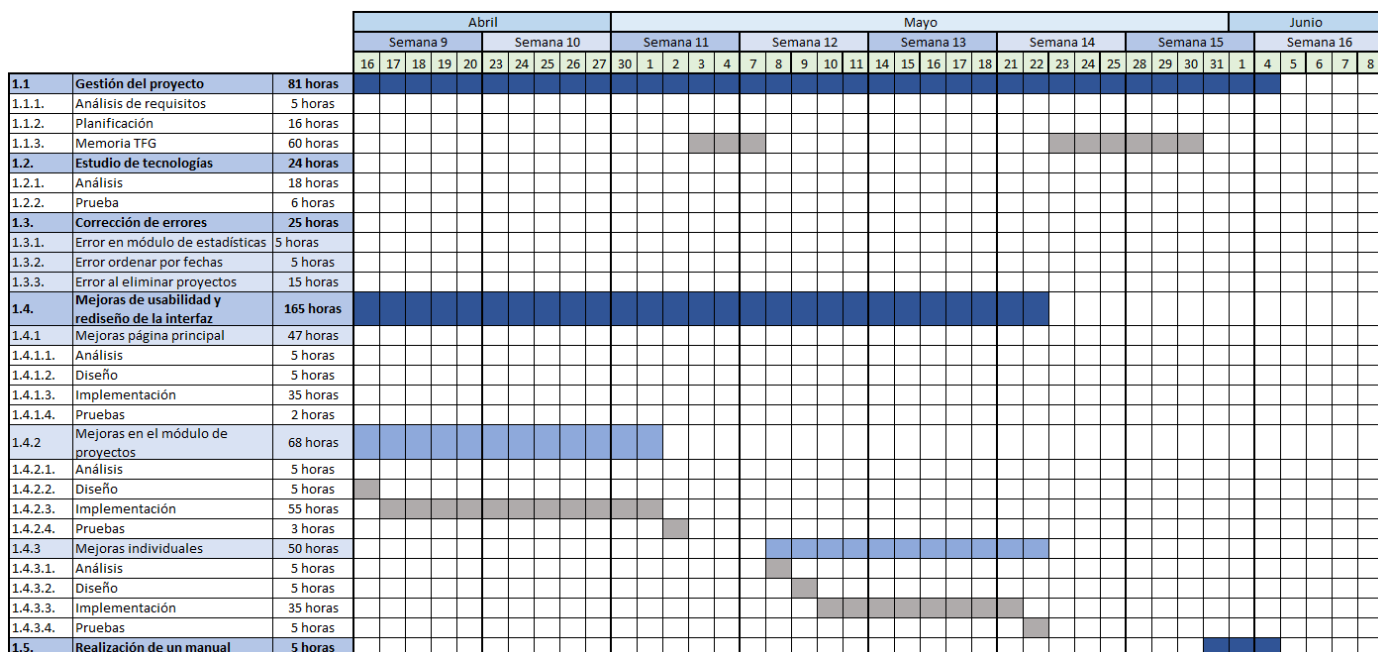 Abril Mayo Junio
Semana 9 Semana 10 Semana 11 Semana 12 Semana 13 Semana 14 Semana 15 Semana 16
16 17 18 19 20 23 24 25 26 27 30 1 2 3 4 7 8 9 10 11 14 15 16 17 18 21 22 23 24 25 28 29 30 31 1 4 5 6 7 8
1.1 Gestión del proyecto 81 horas
1.1.1. Análisis de requisitos 5 horas
1.1.2. Planificación 16 horas
1.1.3. Memoria TFG 60 horas
1.2. Estudio de tecnologías 24 horas
1.2.1. Análisis 18 horas
1.2.2. Prueba 6 horas
1.3. Corrección de errores 25 horas
1.3.1. Error en módulo de estadísticas 5 horas
1.3.2. Error ordenar por fechas 5 horas
1.3.3. Error al eliminar proyectos 15 horas
1.4. Mejoras de usabilidad y
rediseño de la interfaz 165 horas
1.4.1 Mejoras página principal 47 horas
1.4.1.1. Análisis 5 horas
1.4.1.2. Diseño 5 horas
1.4.1.3. Implementación 35 horas
1.4.1.4. Pruebas 2 horas
1.4.2 Mejoras en el módulo de
proyectos 68 horas
1.4.2.1. Análisis 5 horas
1.4.2.2. Diseño 5 horas
1.4.2.3. Implementación 55 horas
1.4.2.4. Pruebas 3 horas
1.4.3 Mejoras individuales 50 horas
1.4.3.1. Análisis 5 horas
1.4.3.2. Diseño 5 horas
1.4.3.3. Implementación 35 horas
1.4.3.4. Pruebas 5 horas
1.5. Realización de un manual 5 horas